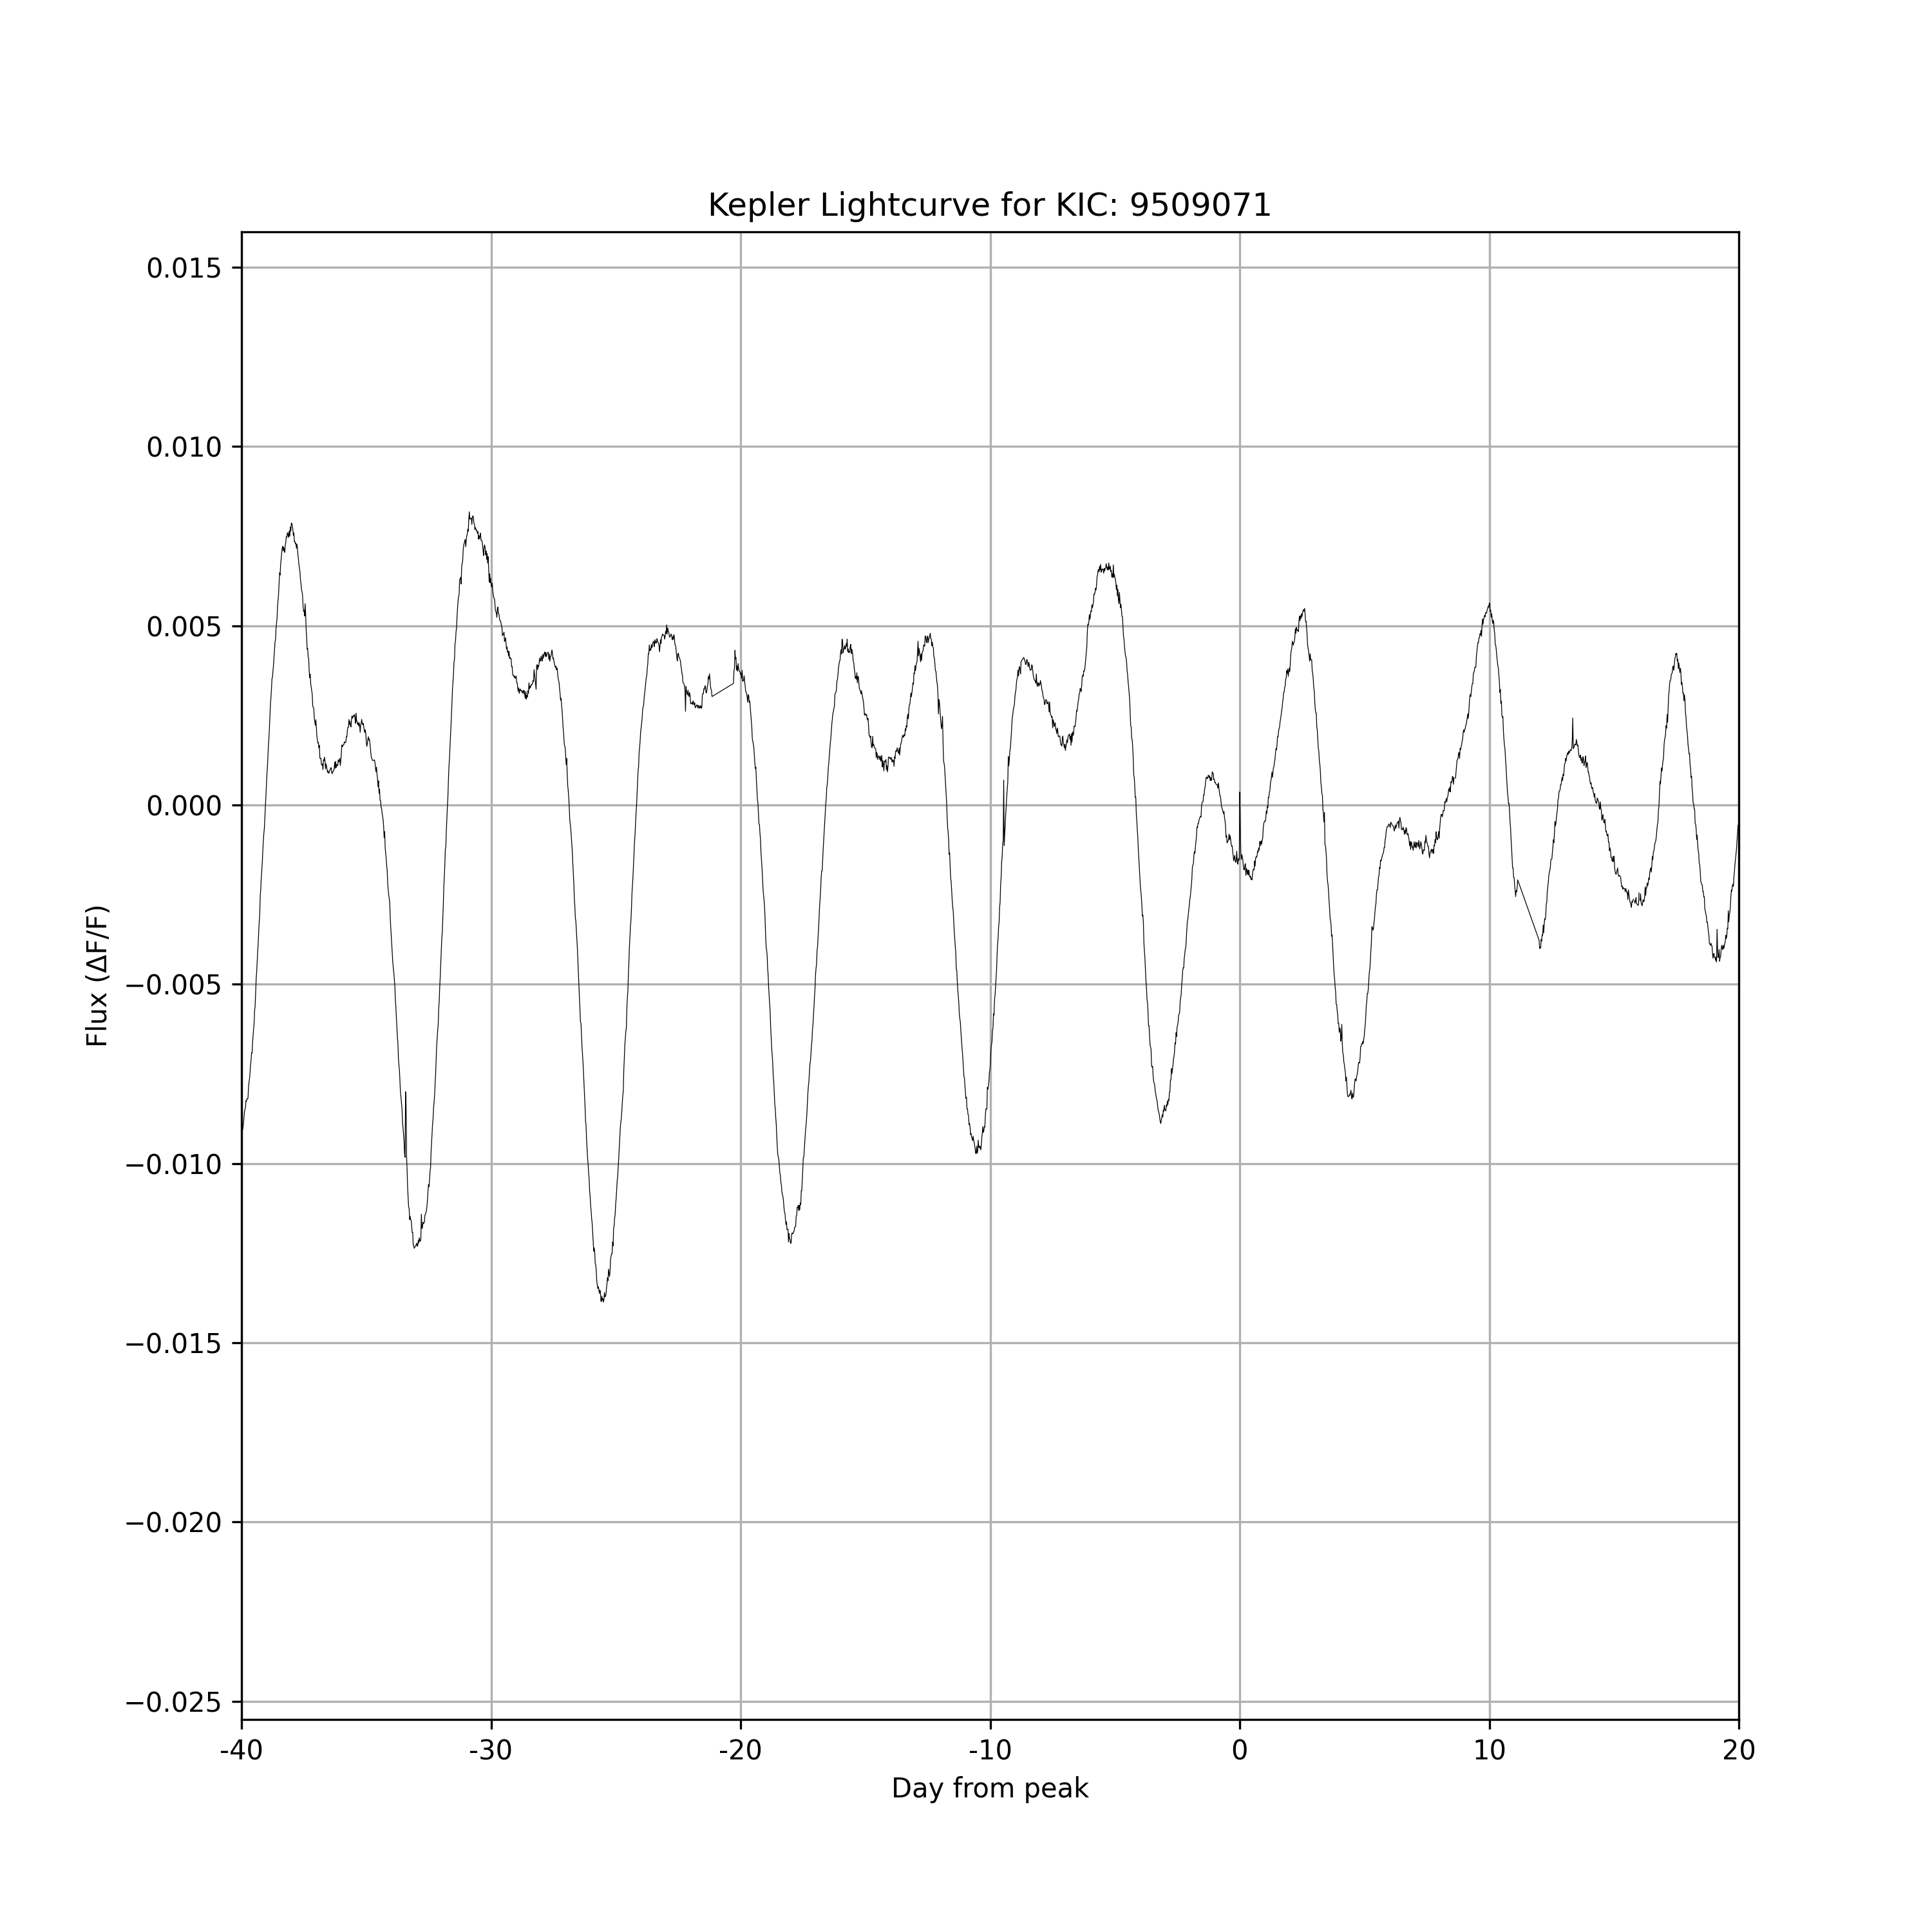 Kepler Lightcurve for KIC: 9509071
0.015
0.010
0.005
0.000
−0.005
−0.010
−0.015
−0.020
−0.025
Flux (ΔF/F)
-40 -30 -20 -10 0 10 20
Day from peak